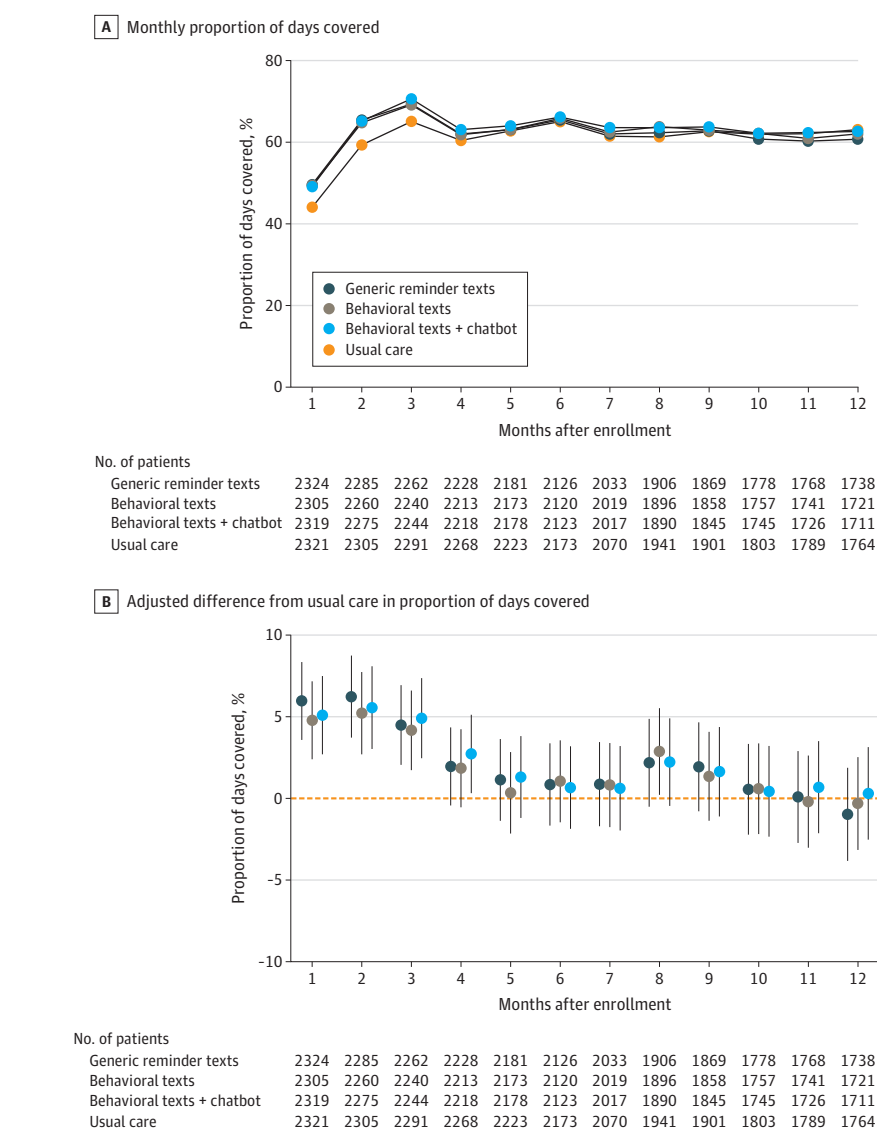 A Monthly proportion of days covered
80
60
40
20
0
Proportion of days covered, %
Generic reminder texts
Behavioral texts
Behavioral texts + chatbot
Usual care
1 2 3 4 5 6 7 8 9 10 11 12
Months after enrollment
No. of patients
Generic reminder texts 2324 2285 2262 2228 2181 2126 2033 1906 1869 1778 1768 1738
Behavioral texts 2305 2260 2240 2213 2173 2120 2019 1896 1858 1757 1741 1721
Behavioral texts + chatbot 2319 2275 2244 2218 2178 2123 2017 1890 1845 1745 1726 1711
Usual care 2321 2305 2291 2268 2223 2173 2070 1941 1901 1803 1789 1764
B Adjusted difference from usual care in proportion of days covered
10
5
0
-5
-10
Proportion of days covered, %
1 2 3 4 5 6 7 8 9 10 11 12
Months after enrollment
No. of patients
Generic reminder texts 2324 2285 2262 2228 2181 2126 2033 1906 1869 1778 1768 1738
Behavioral texts 2305 2260 2240 2213 2173 2120 2019 1896 1858 1757 1741 1721
Behavioral texts + chatbot 2319 2275 2244 2218 2178 2123 2017 1890 1845 1745 1726 1711
Usual care 2321 2305 2291 2268 2223 2173 2070 1941 1901 1803 1789 1764